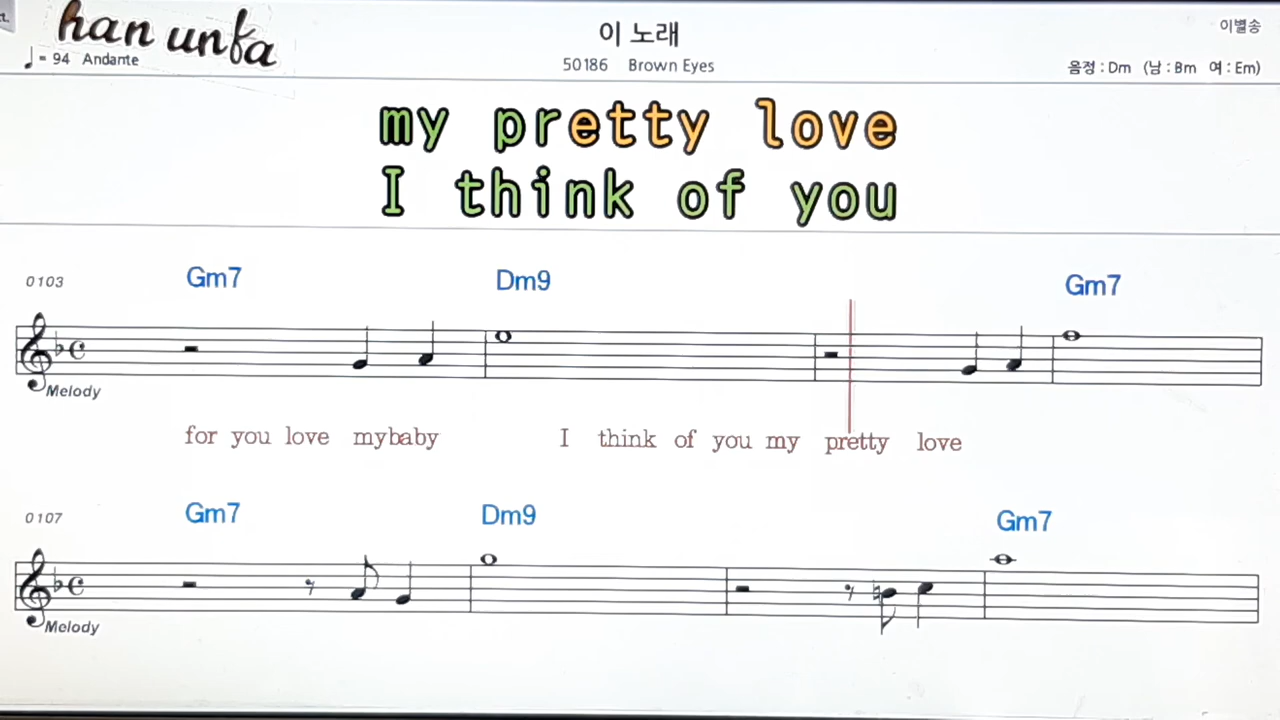 han unfa
이 노래
이별송
♩ = 94 Andante
50186 Brown Eyes
음정 : Dm (남 : Bm 여 : Em)
my pretty love
I think of you
0103 Gm7 Dm9 Gm7
Melody
for you love mybaby I think of you my pretty love
0107 Gm7 Dm9 Gm7
Melody